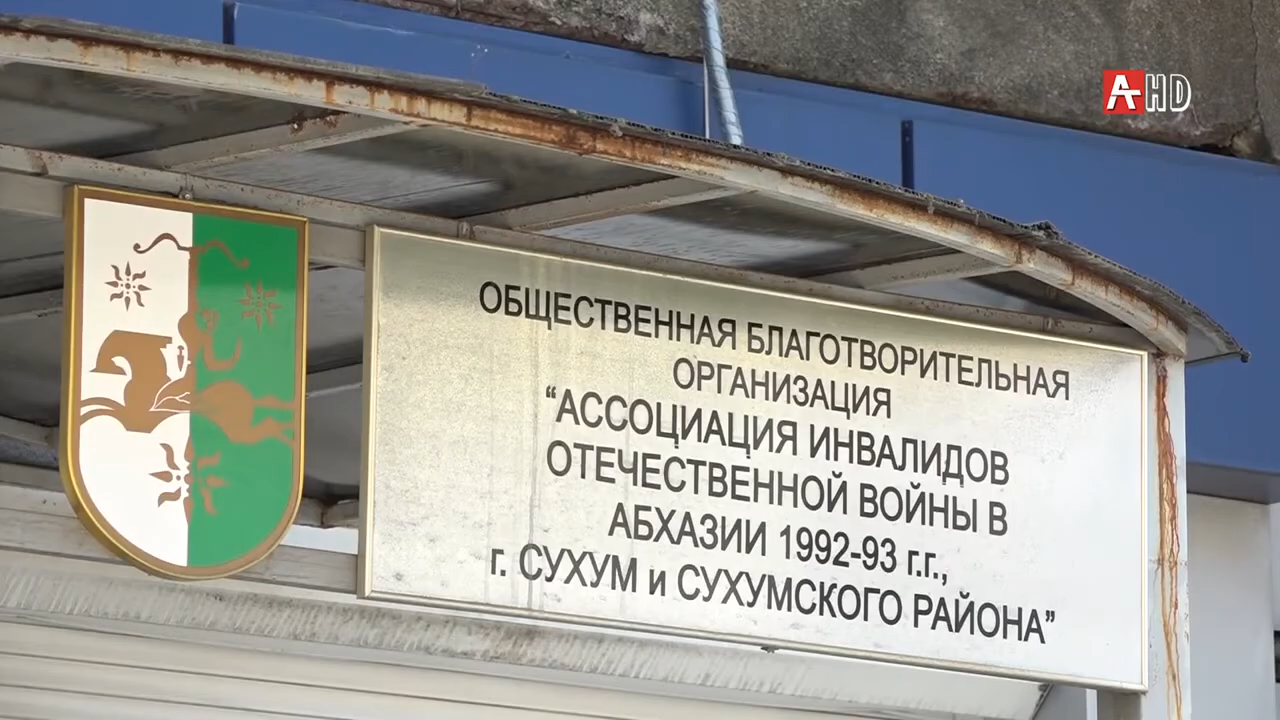 AHD
ОБЩЕСТВЕННАЯ БЛАГОТВОРИТЕЛЬНАЯ
ОРГАНИЗАЦИЯ
“АССОЦИАЦИЯ ИНВАЛИДОВ
ОТЕЧЕСТВЕННОЙ ВОЙНЫ В
АБХАЗИИ 1992-93 г.г.,
г. СУХУМ и СУХУМСКОГО РАЙОНА”